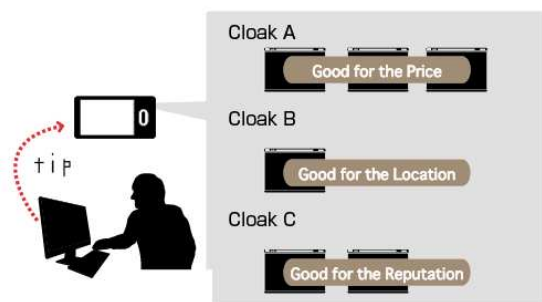 Cloak A
Good for the Price
0
Cloak B
tip
Good for the Location
Cloak C
Good for the Reputation